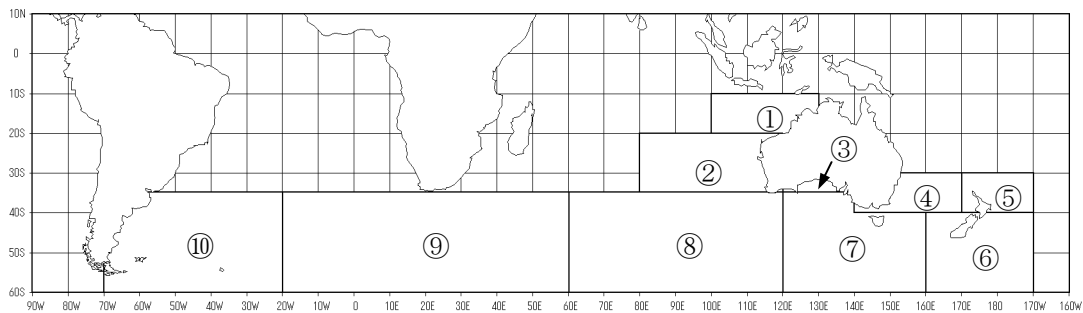 10N
0
①
10S
③
20S
②
30S
④
⑤
40S
⑩
⑨
⑧
⑦
⑥
50S
60S
90W 80W 70W 60W 50W 40W 30W 20W 10W 0 10E 20E 30E 40E 50E 60E 70E 80E 90E 100E 110E 120E 130E 140E 150E 160E 170E 180 170W 160W